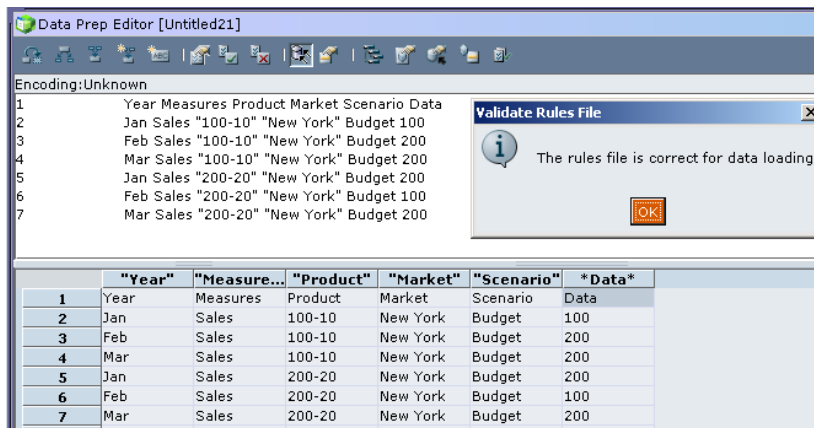 Data Prep Editor [Untitled21]
Encoding:Unknown
1 Year Measures Product Market Scenario Data
2 Jan Sales "100-10" "New York" Budget 100
3 Feb Sales "100-10" "New York" Budget 200
4 Mar Sales "100-10" "New York" Budget 200
5 Jan Sales "200-20" "New York" Budget 200
6 Feb Sales "200-20" "New York" Budget 100
7 Mar Sales "200-20" "New York" Budget 200
Validate Rules File
The rules file is correct for data loading
OK
"Year" "Measure... "Product" "Market" "Scenario" *Data*
1 Year Measures Product Market Scenario Data
2 Jan Sales 100-10 New York Budget 100
3 Feb Sales 100-10 New York Budget 200
4 Mar Sales 100-10 New York Budget 200
5 Jan Sales 200-20 New York Budget 200
6 Feb Sales 200-20 New York Budget 100
7 Mar Sales 200-20 New York Budget 200